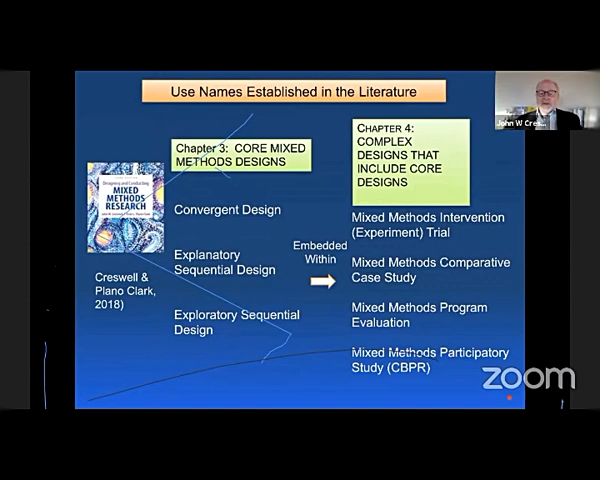 Use Names Established in the Literature
John W Cres...
Chapter 3: CORE MIXED
METHODS DESIGNS
CHAPTER 4:
COMPLEX
DESIGNS THAT
INCLUDE CORE
DESIGNS
Designing and Conducting
MIXED
METHODS
RESEARCH
Creswell &
Plano Clark,
2018)
Convergent Design
Explanatory
Sequential Design
Exploratory Sequential
Design
Embedded
Within
Mixed Methods Intervention
(Experiment) Trial
Mixed Methods Comparative
Case Study
Mixed Methods Program
Evaluation
Mixed Methods Participatory
Study (CBPR)
zoom